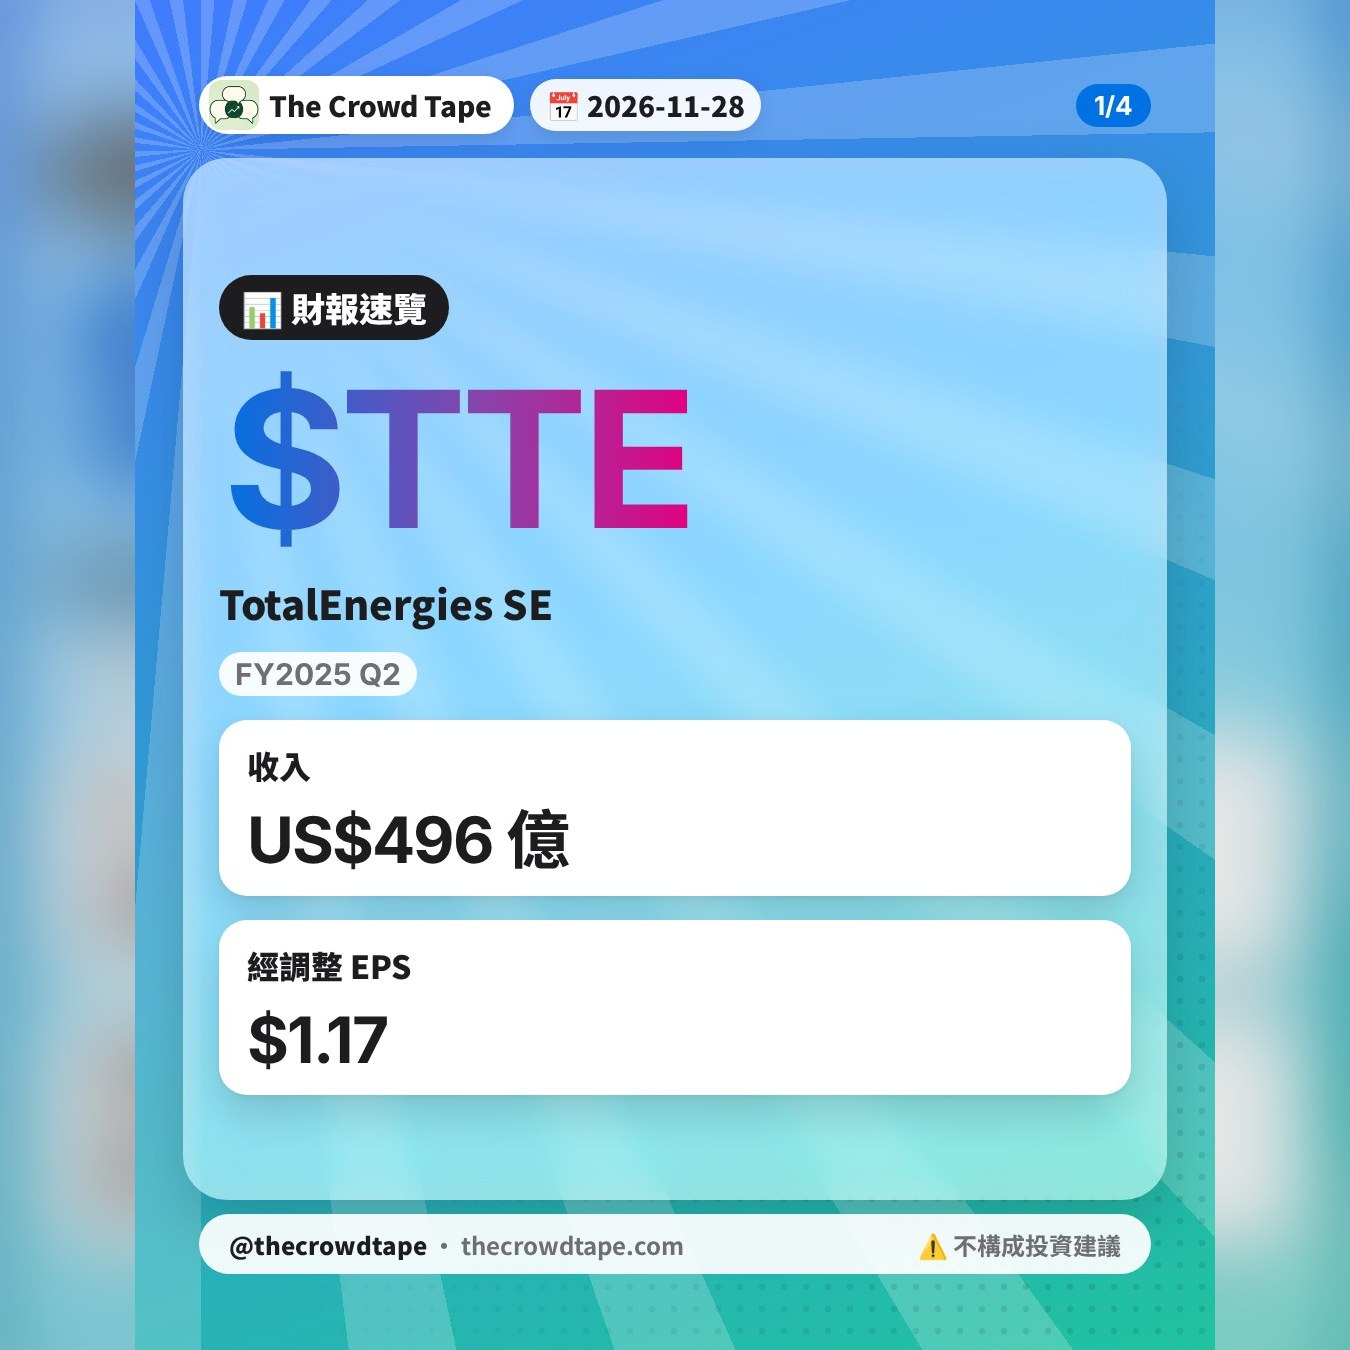 The Crowd Tape
2026-11-28
1/4
財報速覽
$TTE
TotalEnergies SE
FY2025 Q2
收入
US$496 億
經調整 EPS
$1.17
@thecrowdtape · thecrowdtape.com
⚠️ 不構成投資建議